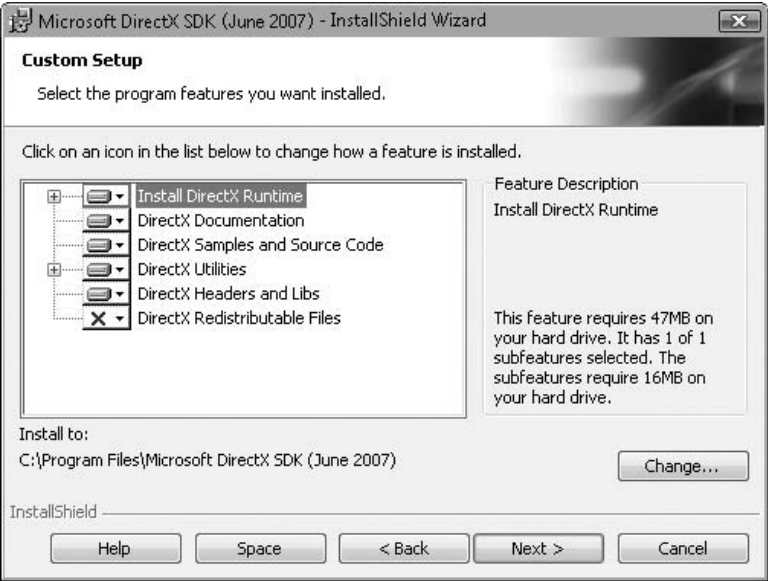 Microsoft DirectX SDK (June 2007) - InstallShield Wizard
Custom Setup
Select the program features you want installed.
Click on an icon in the list below to change how a feature is installed.
Install DirectX Runtime
DirectX Documentation
DirectX Samples and Source Code
DirectX Utilities
DirectX Headers and Libs
DirectX Redistributable Files
Feature Description
Install DirectX Runtime
This feature requires 47MB on
your hard drive. It has 1 of 1
subfeatures selected. The
subfeatures require 16MB on
your hard drive.
Install to:
C:\Program Files\Microsoft DirectX SDK (June 2007)
Change...
InstallShield
Help
Space
< Back
Next >
Cancel